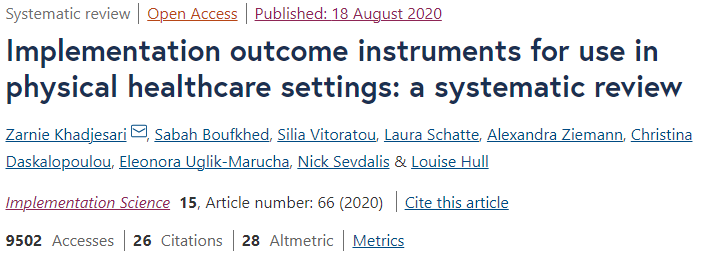 Systematic review | Open Access | Published: 18 August 2020
Implementation outcome instruments for use in
physical healthcare settings: a systematic review
Zarnie Khadjesari, Sabah Boufkhed, Silia Vitoratou, Laura Schatte, Alexandra Ziemann, Christina
Daskalopoulou, Eleonora Uglik-Marucha, Nick Sevdalis & Louise Hull
Implementation Science 15, Article number: 66 (2020) | Cite this article
9502 Accesses | 26 Citations | 28 Altmetric | Metrics